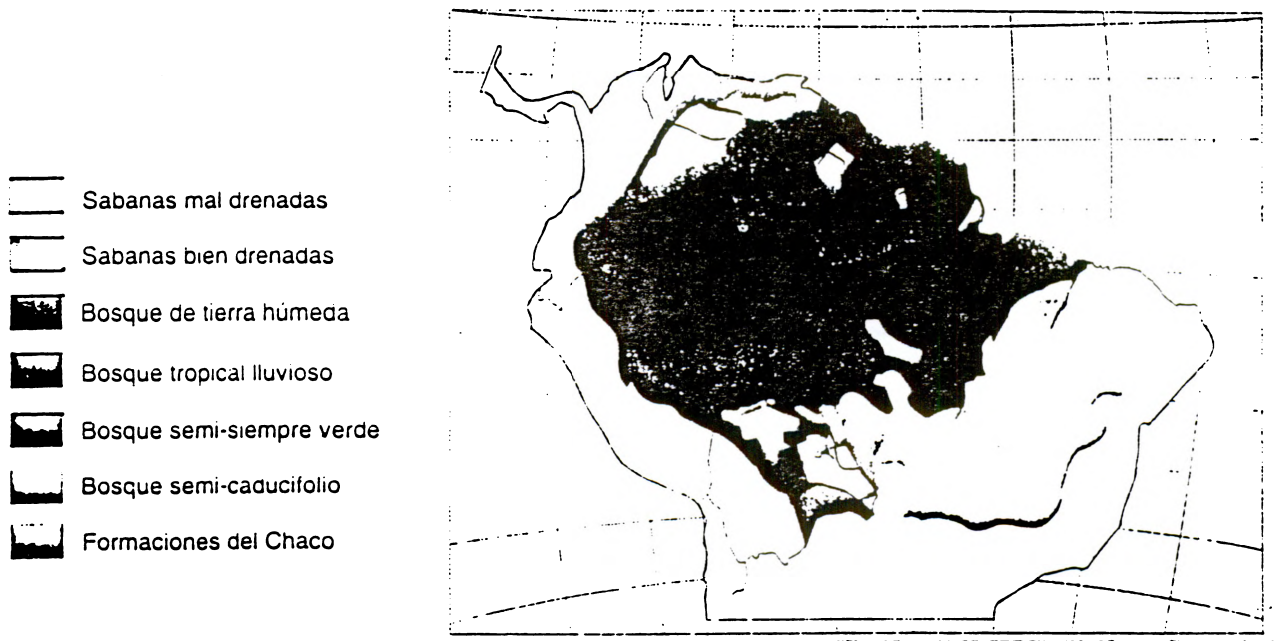 Sabanas mal drenadas
Sabanas bien drenadas
Bosque de tierra húmeda
Bosque tropical lluvioso
Bosque semi-siempre verde
Bosque semi-caducifolio
Formaciones del Chaco